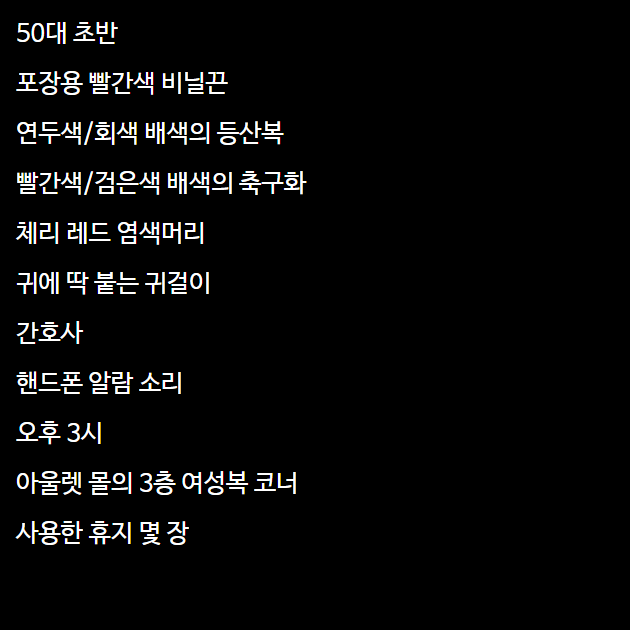 50대 초반
포장용 빨간색 비닐끈
연두색/회색 배색의 등산복
빨간색/검은색 배색의 축구화
체리 레드 염색머리
귀에 딱 붙는 귀걸이
간호사
핸드폰 알람 소리
오후 3시
아울렛 몰의 3층 여성복 코너
사용한 휴지 몇 장